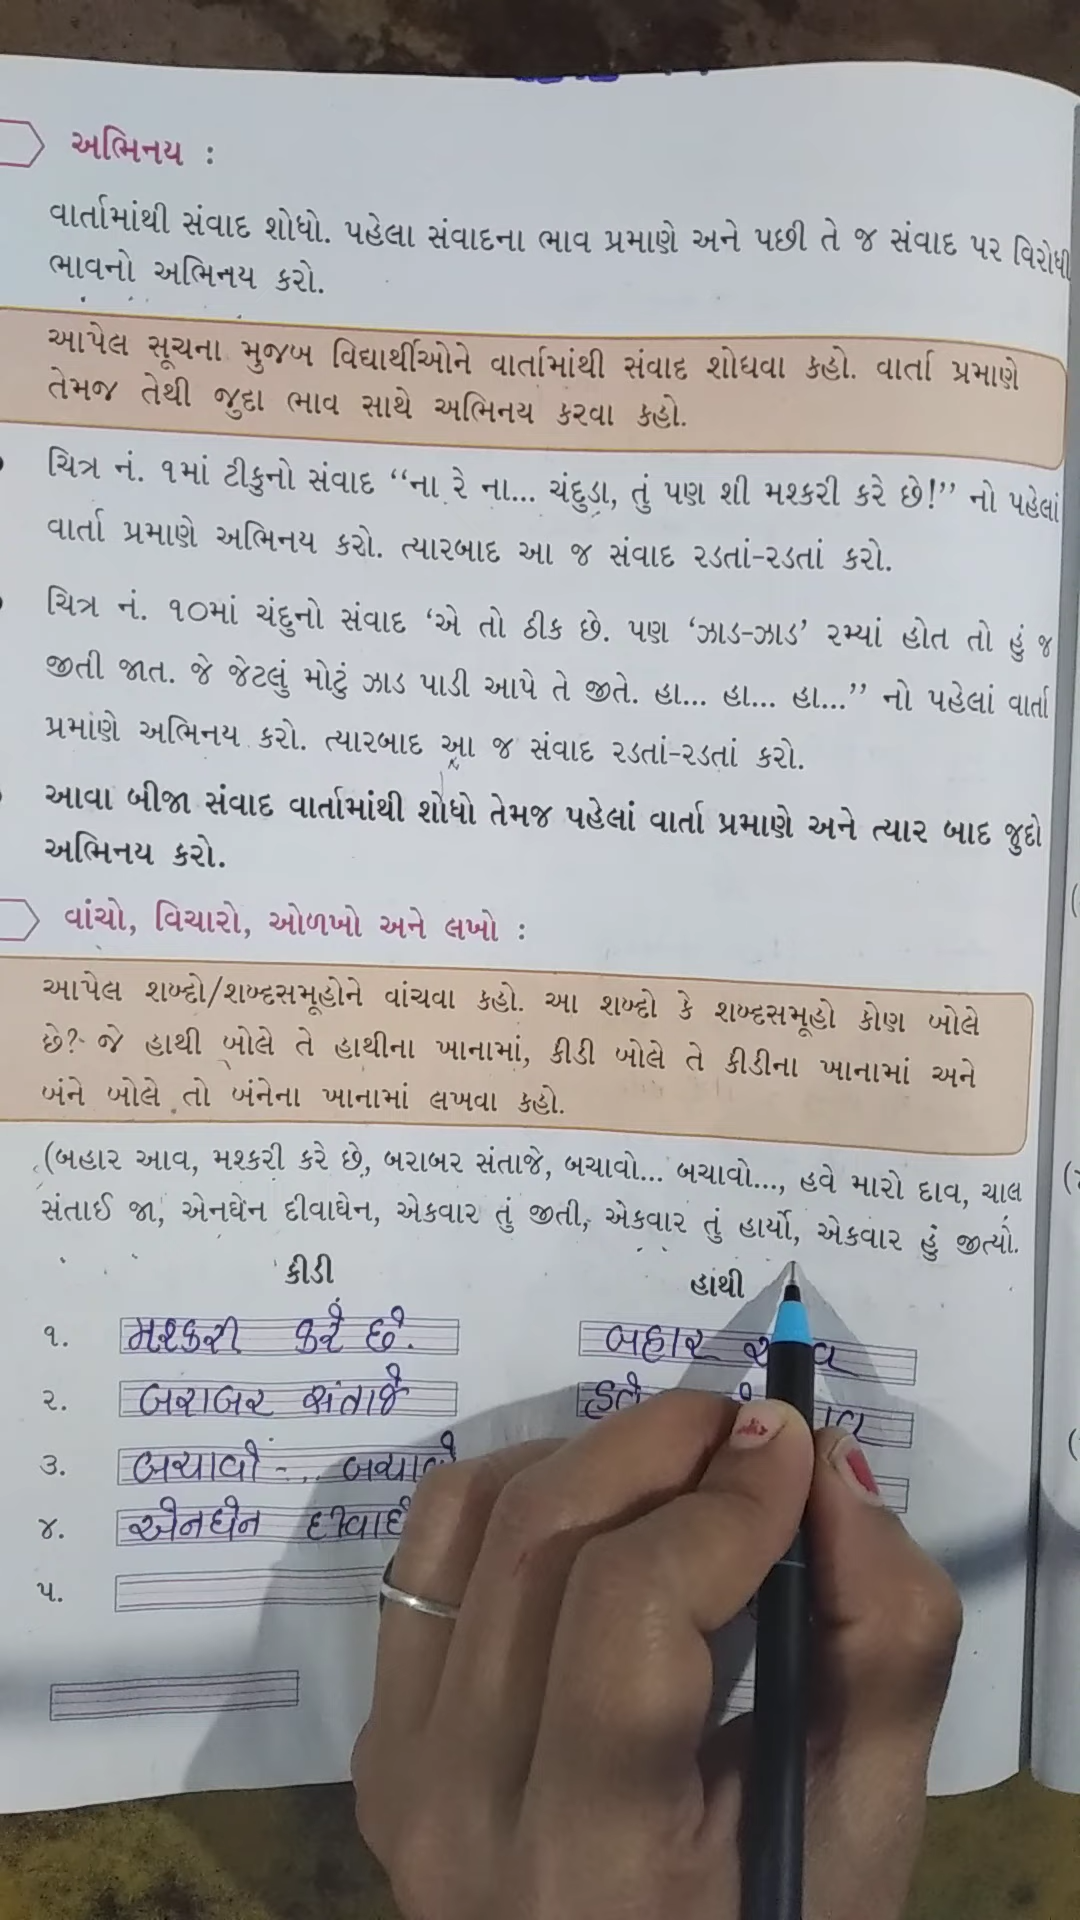 અભિનય :
વાર્તામાંથી સંવાદ શોધો. પહેલા સંવાદના ભાવ પ્રમાણે અને પછી તે જ સંવાદ પર વિરોધી
ભાવનો અભિનય કરો.
આપેલ સૂચના મુજબ વિદ્યાર્થીઓને વાર્તામાંથી સંવાદ શોધવા કહો. વાર્તા પ્રમાણે
તેમજ તેથી જુદા ભાવ સાથે અભિનય કરવા કહો.
ચિત્ર નં. ૧માં ટીકુનો સંવાદ “ના રે ના... ચંદુડા, તું પણ શી મશ્કરી કરે છે!” નો પહેલાં
વાર્તા પ્રમાણે અભિનય કરો. ત્યારબાદ આ જ સંવાદ રડતાં-રડતાં કરો.
ચિત્ર નં. ૧૦માં ચંદુનો સંવાદ ‘એ તો ઠીક છે. પણ ‘ઝાડ-ઝાડ’ રમ્યાં હોત તો હું જ
જીતી જાત. જે જેટલું મોટું ઝાડ પાડી આપે તે જીતે. હા... હા... હા...” નો પહેલાં વાર્તા
પ્રમાંણે અભિનય કરો. ત્યારબાદ આ જ સંવાદ રડતાં-રડતાં કરો.
આવા બીજા સંવાદ વાર્તામાંથી શોધો તેમજ પહેલાં વાર્તા પ્રમાણે અને ત્યાર બાદ જુદો
અભિનય કરો.
વાંચો, વિચારો, ઓળખો અને લખો :
આપેલ શબ્દો/શબ્દસમૂહોને વાંચવા કહો. આ શબ્દો કે શબ્દસમૂહો કોણ બોલે
છે? જે હાથી બોલે તે હાથીના ખાનામાં, કીડી બોલે તે કીડીના ખાનામાં અને
બંને બોલે તો બંનેના ખાનામાં લખવા કહો.
(બહાર આવ, મશ્કરી કરે છે, બરાબર સંતાજે, બચાવો... બચાવો..., હવે મારો દાવ, ચાલ
સંતાઈ જા, એનઘેન દીવાઘેન, એકવાર તું જીતી, એકવાર તું હાર્યો, એકવાર હું જીત્યો.
કીડી હાથી
૧. મશ્કરી કરે છે. બહાર
૨. બરાબર સંતાજે
૩. બચાવો ...
૪. એનઘેન
૫.